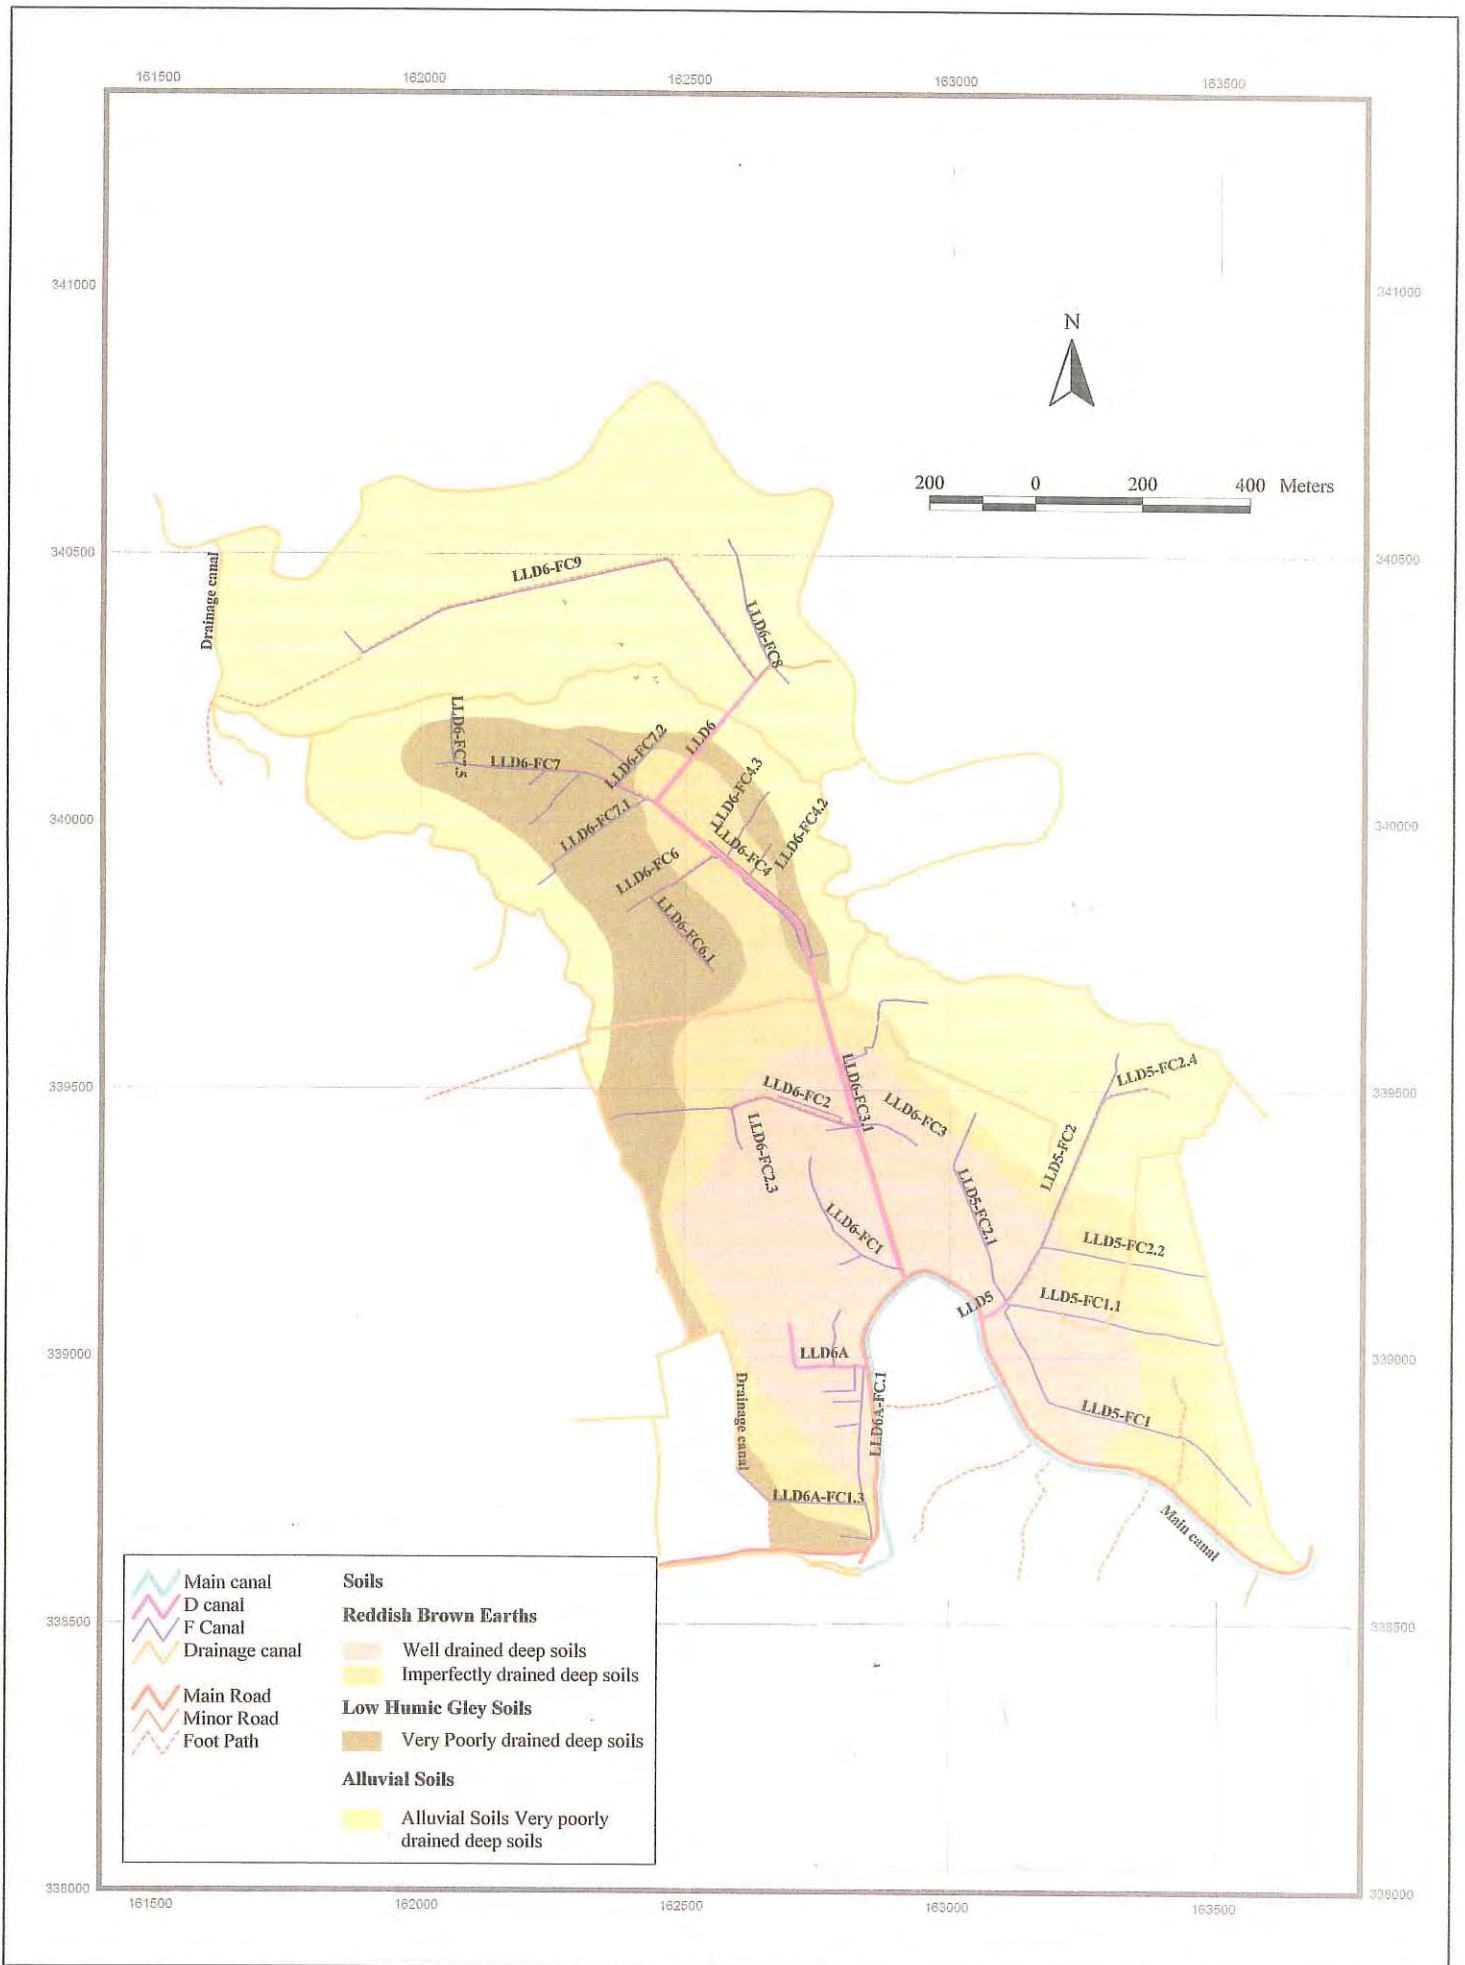 161500 162000 162500 163000 163500
341000 341000
N
200 0 200 400 Meters
340500 340500
Drainage canal
LLD6-FC9
LLD6-FC8
LLD6-FC7.5
LLD6-FC7
LLD6-FC7.2
LLD6
LLD6-FC4.3
LLD6-FC4.2
LLD6-FC7.1
LLD6-FC4
340000 340000
LLD6-FC6
LLD6-FC6.1
339500 339500
LLD6-FC2
LLD6-FC3.1
LLD6-FC3
LLD5-FC2.4
LLD6-FC2.3
LLD5-FC2
LLD5-FC2.1
LLD6-FC1
LLD5-FC2.2
LLD5
LLD5-FC1.1
339000 339000
LLD6A
Drainage canal
LLD6A-FC.1
LLD5-FC1
LLD6A-FC1.3
Main canal
338500 338500
Main canal
D canal
F Canal
Drainage canal
Main Road
Minor Road
Foot Path
Soils
Reddish Brown Earths
Well drained deep soils
Imperfectly drained deep soils
Low Humic Gley Soils
Very Poorly drained deep soils
Alluvial Soils
Alluvial Soils Very poorly
drained deep soils
338000 338000
161500 162000 162500 163000 163500